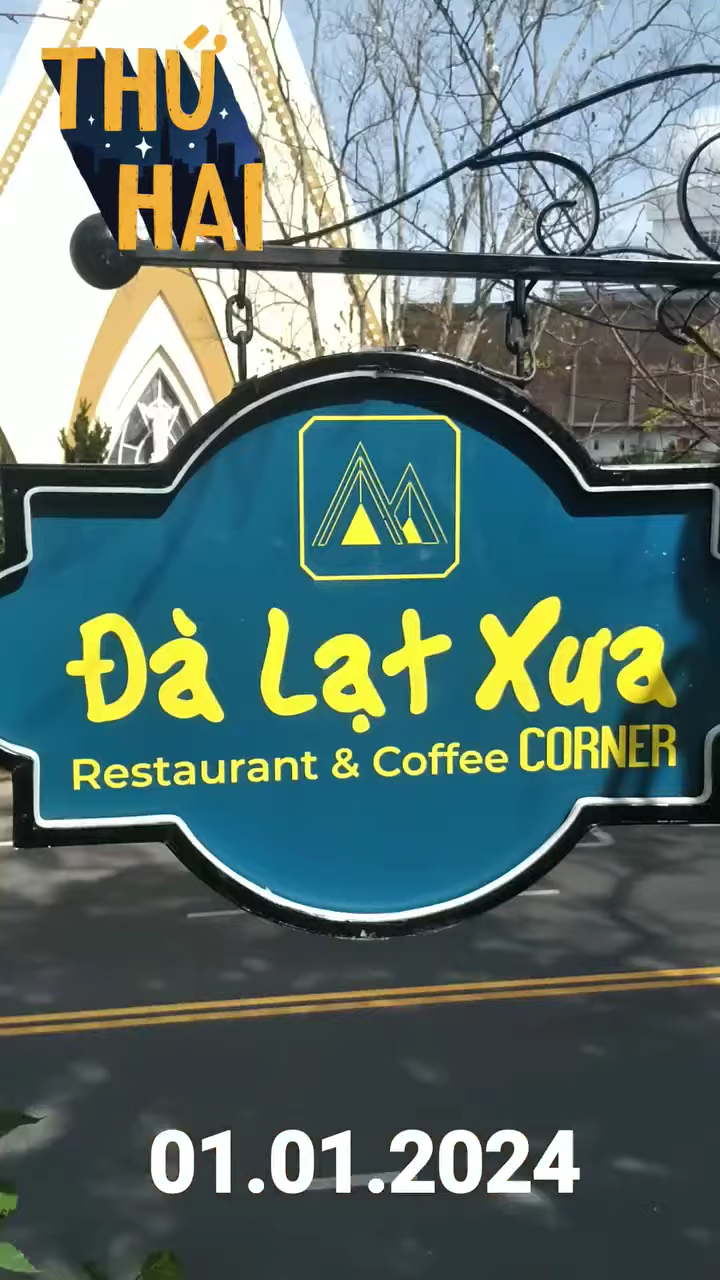 THỨ
HAI
Đà Lạt Xưa
Restaurant & Coffee CORNER
01.01.2024